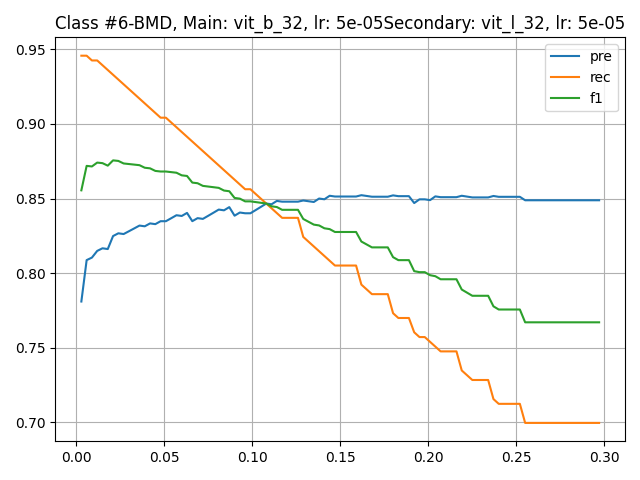 Class #6-BMD, Main: vit_b_32, lr: 5e-05Secondary: vit_l_32, lr: 5e-05
pre
rec
f1
0.95
0.90
0.85
0.80
0.75
0.70
0.00 0.05 0.10 0.15 0.20 0.25 0.30